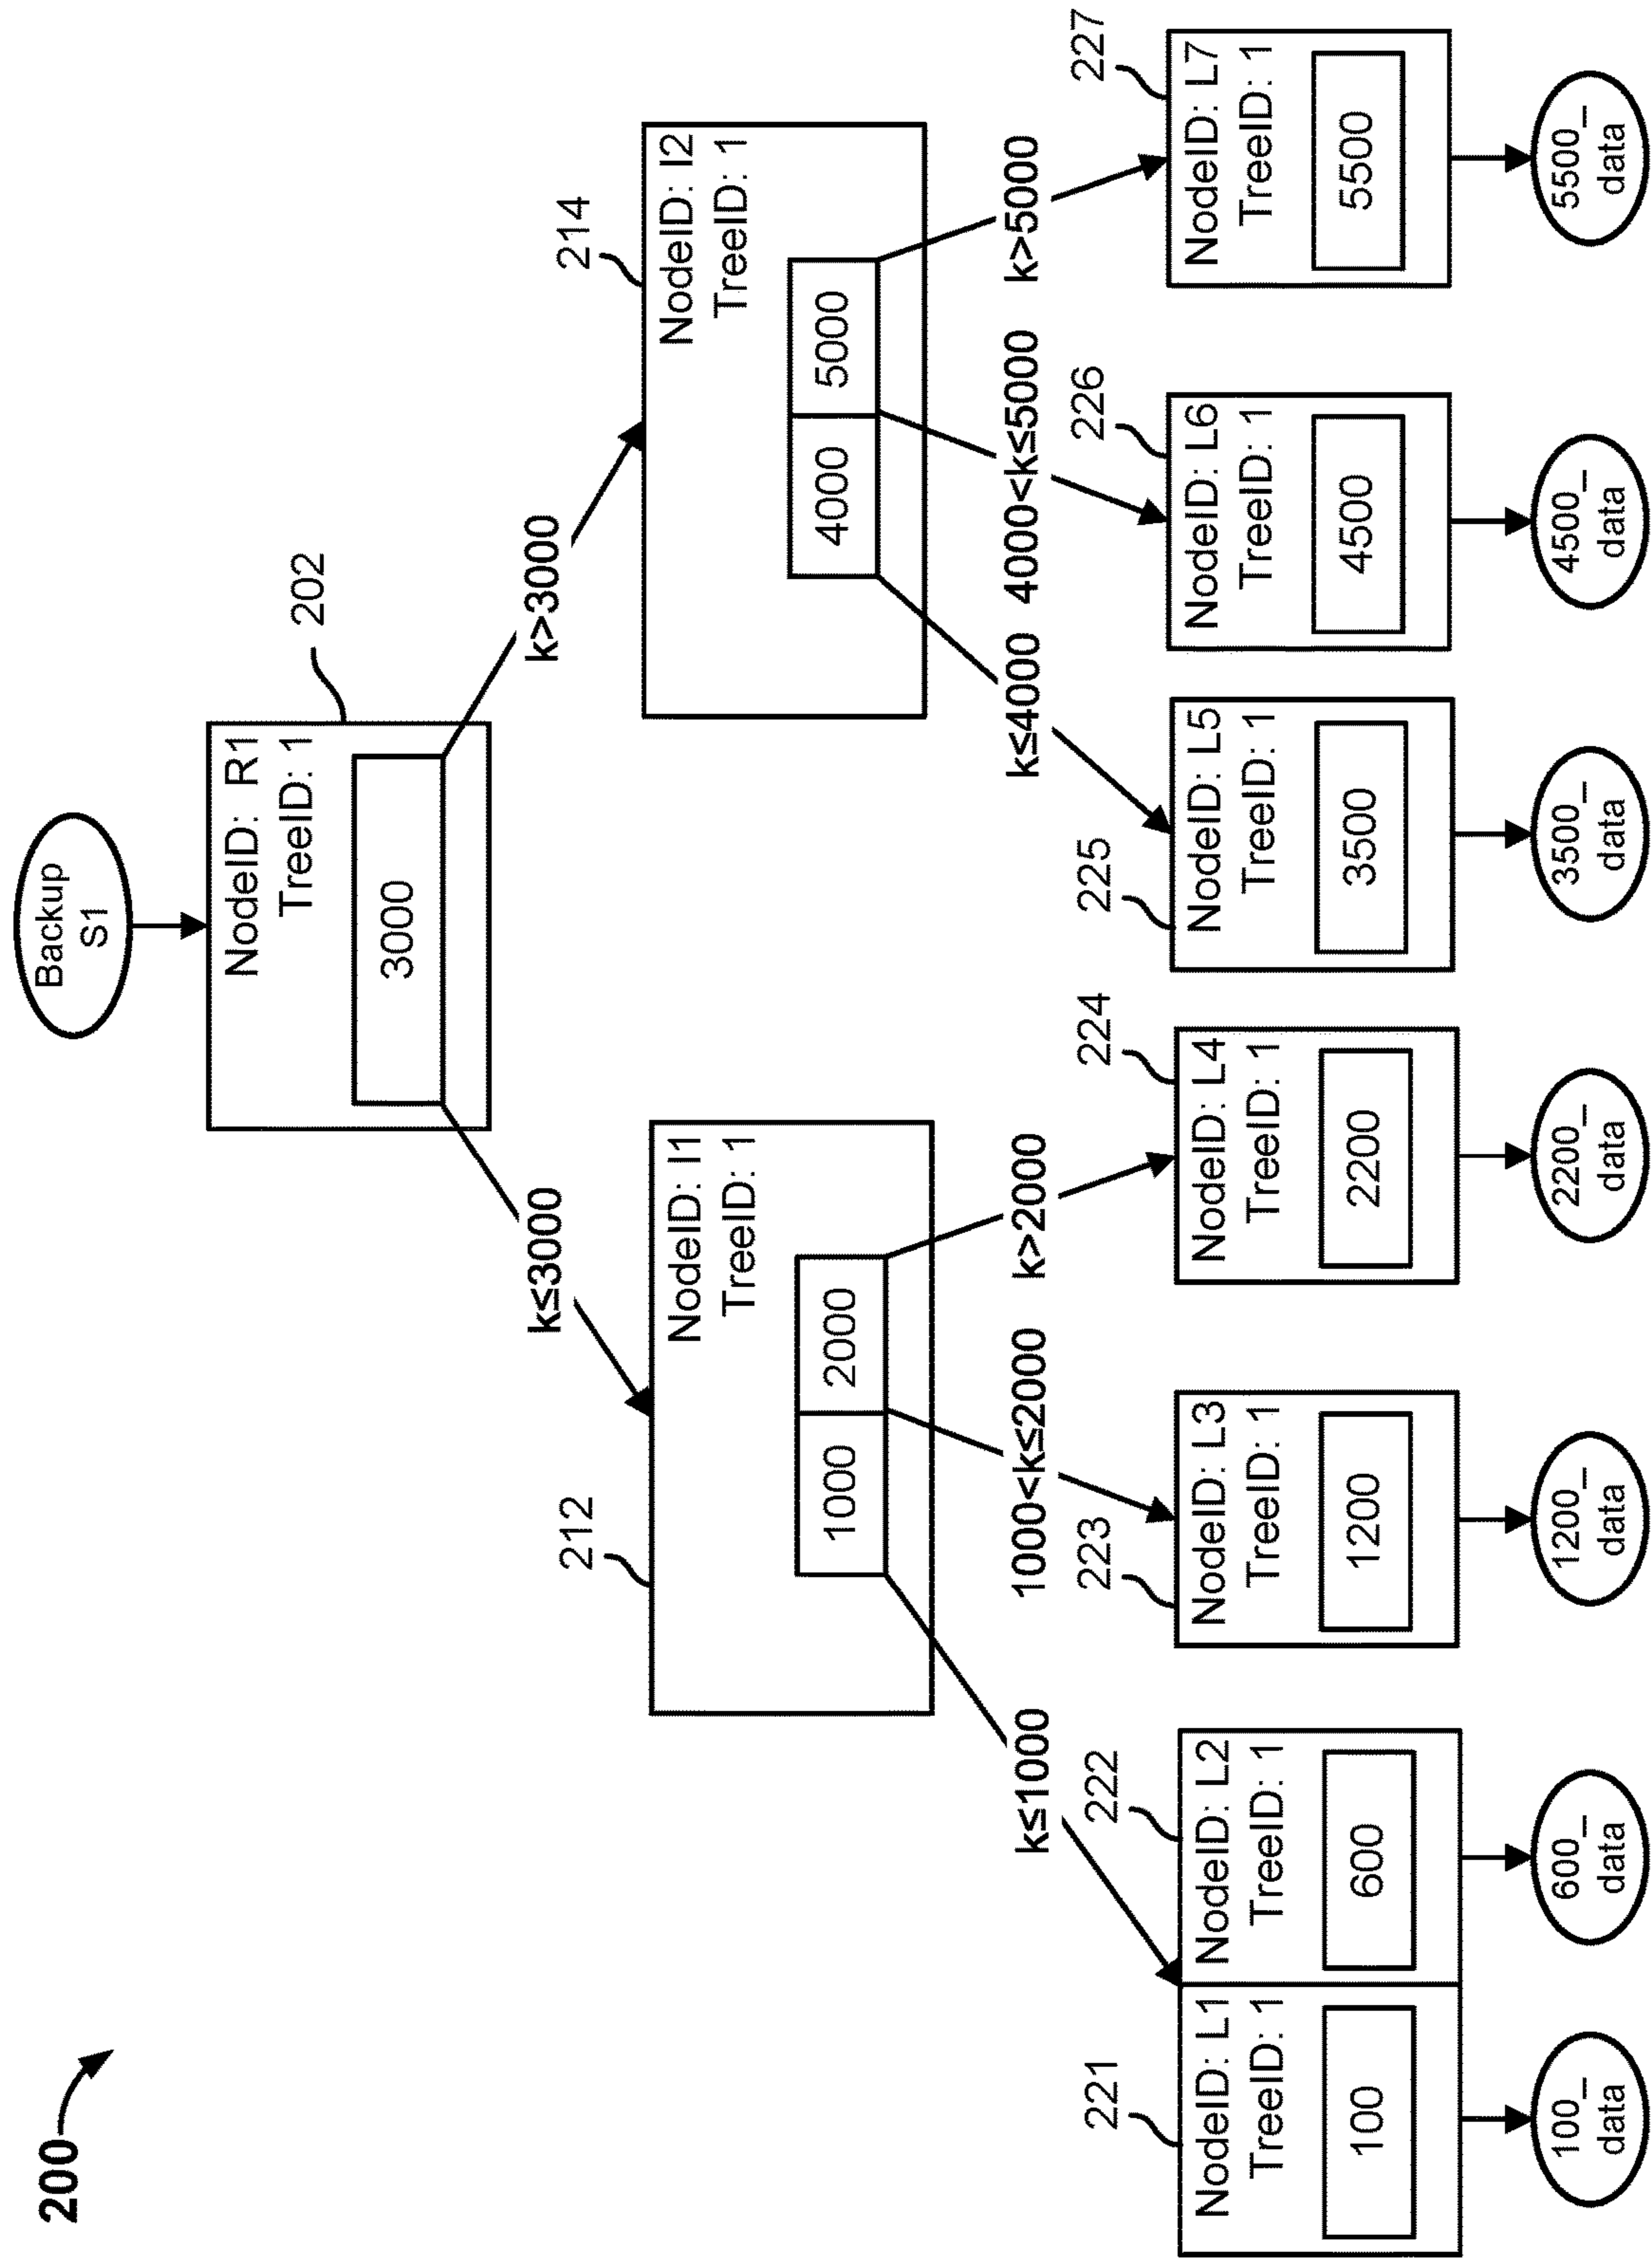 200
Backup
S1
202
NodeID: R1
TreeID: 1
3000
k≤3000
k>3000
212
NodeID: I1
TreeID: 1
1000
2000
214
NodeID: I2
TreeID: 1
4000
5000
k≤1000
1000<k≤2000
k>2000
k≤4000
4000<k≤5000
k>5000
221
NodeID: L1
TreeID: 1
100
222
NodeID: L2
TreeID: 1
600
223
NodeID: L3
TreeID: 1
1200
224
NodeID: L4
TreeID: 1
2200
225
NodeID: L5
TreeID: 1
3500
226
NodeID: L6
TreeID: 1
4500
227
NodeID: L7
TreeID: 1
5500
100_
data
600_
data
1200_
data
2200_
data
3500_
data
4500_
data
5500_
data